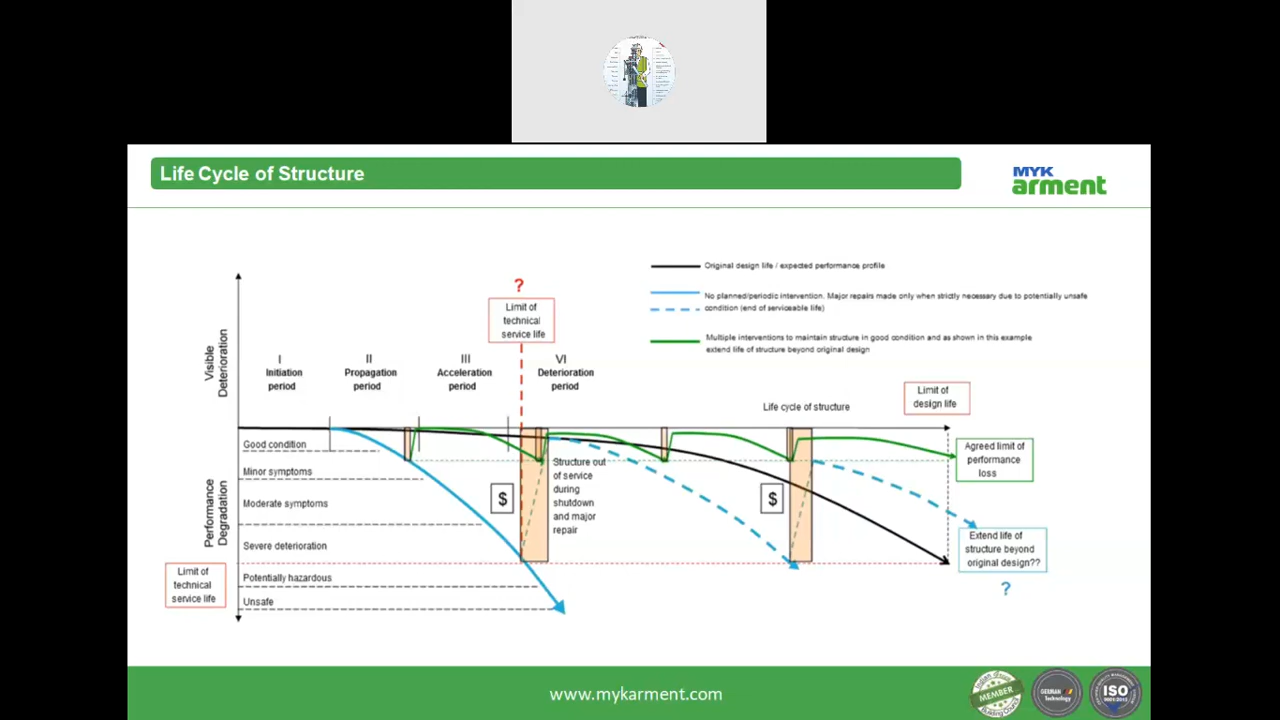 Life Cycle of Structure
MYK
arment
Original design life / expected performance profile
No planned/periodic intervention. Major repairs made only when strictly necessary due to potentially unsafe
condition (end of serviceable life)
Multiple interventions to maintain structure in good condition and as shown in this example
extend life of structure beyond original design
?
Limit of
technical
service life
Visible
Deterioration
I
Initiation
period
II
Propagation
period
III
Acceleration
period
VI
Deterioration
period
Life cycle of structure
Limit of
design life
Performance
Degradation
Good condition
Minor symptoms
Moderate symptoms
Severe deterioration
Potentially hazardous
Unsafe
Limit of
technical
service life
$
Structure out
of service
during
shutdown
and major
repair
$
Agreed limit of
performance
loss
Extend life of
structure beyond
original design??
?
www.mykarment.com
MEMBER
GERMAN
Technology
ISO